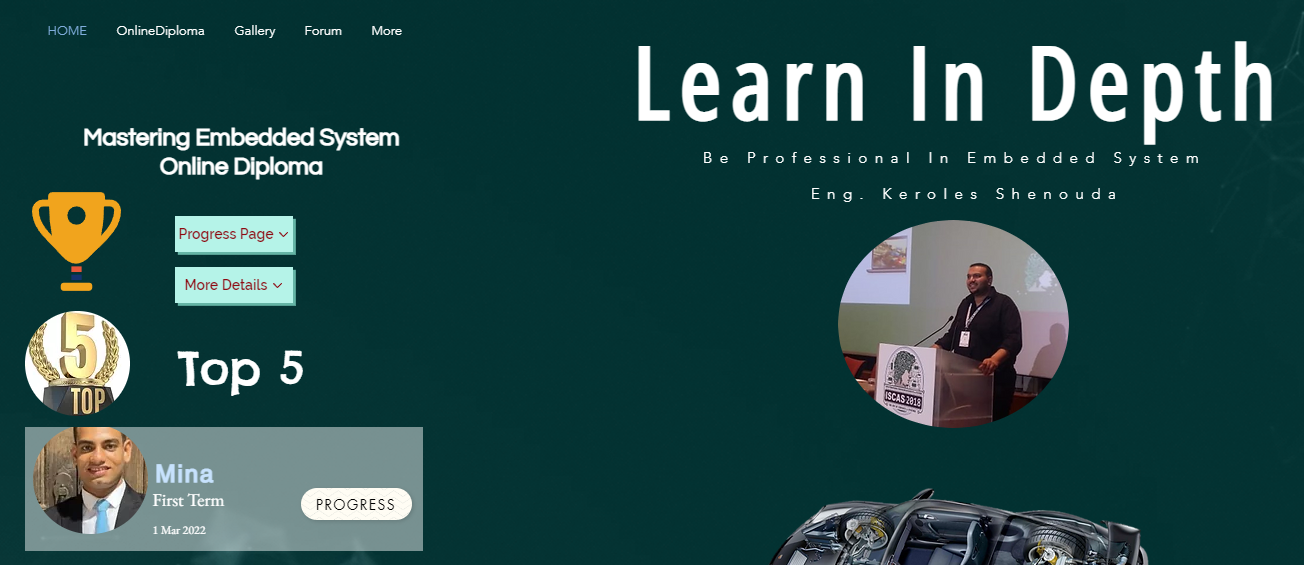 HOME OnlineDiploma Gallery Forum More
Learn In Depth
Be Professional In Embedded System
Eng. Keroles Shenouda
Mastering Embedded System
Online Diploma
Progress Page
More Details
5
TOP
Top 5
Mina
First Term
1 Mar 2022
PROGRESS
ISCAS 2018